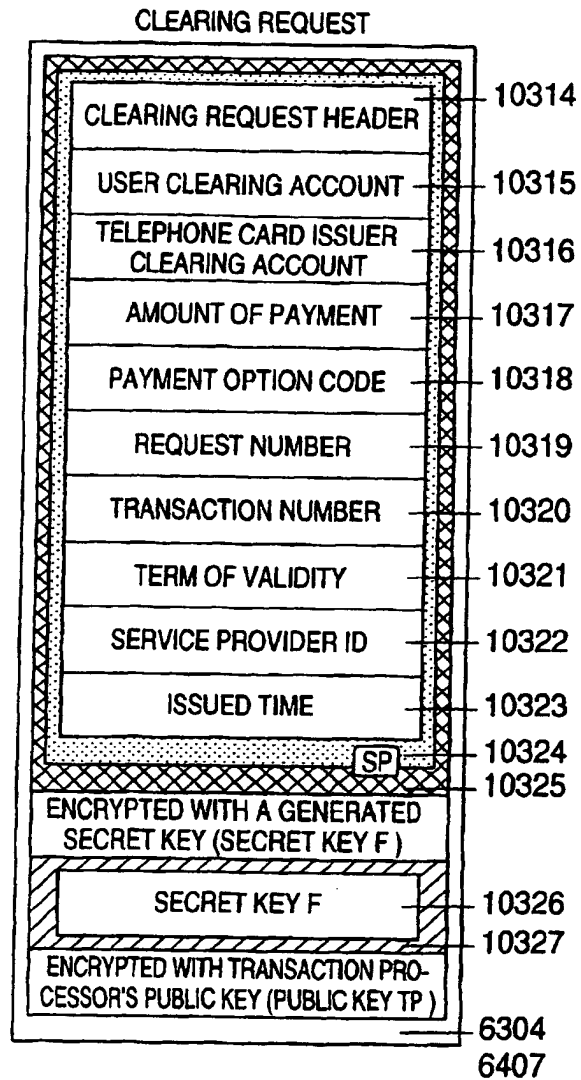 CLEARING REQUEST
CLEARING REQUEST HEADER 10314
USER CLEARING ACCOUNT 10315
TELEPHONE CARD ISSUER
CLEARING ACCOUNT 10316
AMOUNT OF PAYMENT 10317
PAYMENT OPTION CODE 10318
REQUEST NUMBER 10319
TRANSACTION NUMBER 10320
TERM OF VALIDITY 10321
SERVICE PROVIDER ID 10322
ISSUED TIME 10323
SP 10324
10325
ENCRYPTED WITH A GENERATED
SECRET KEY (SECRET KEY F )
SECRET KEY F 10326
10327
ENCRYPTED WITH TRANSACTION PRO-
CESSOR'S PUBLIC KEY (PUBLIC KEY TP )
6304
6407